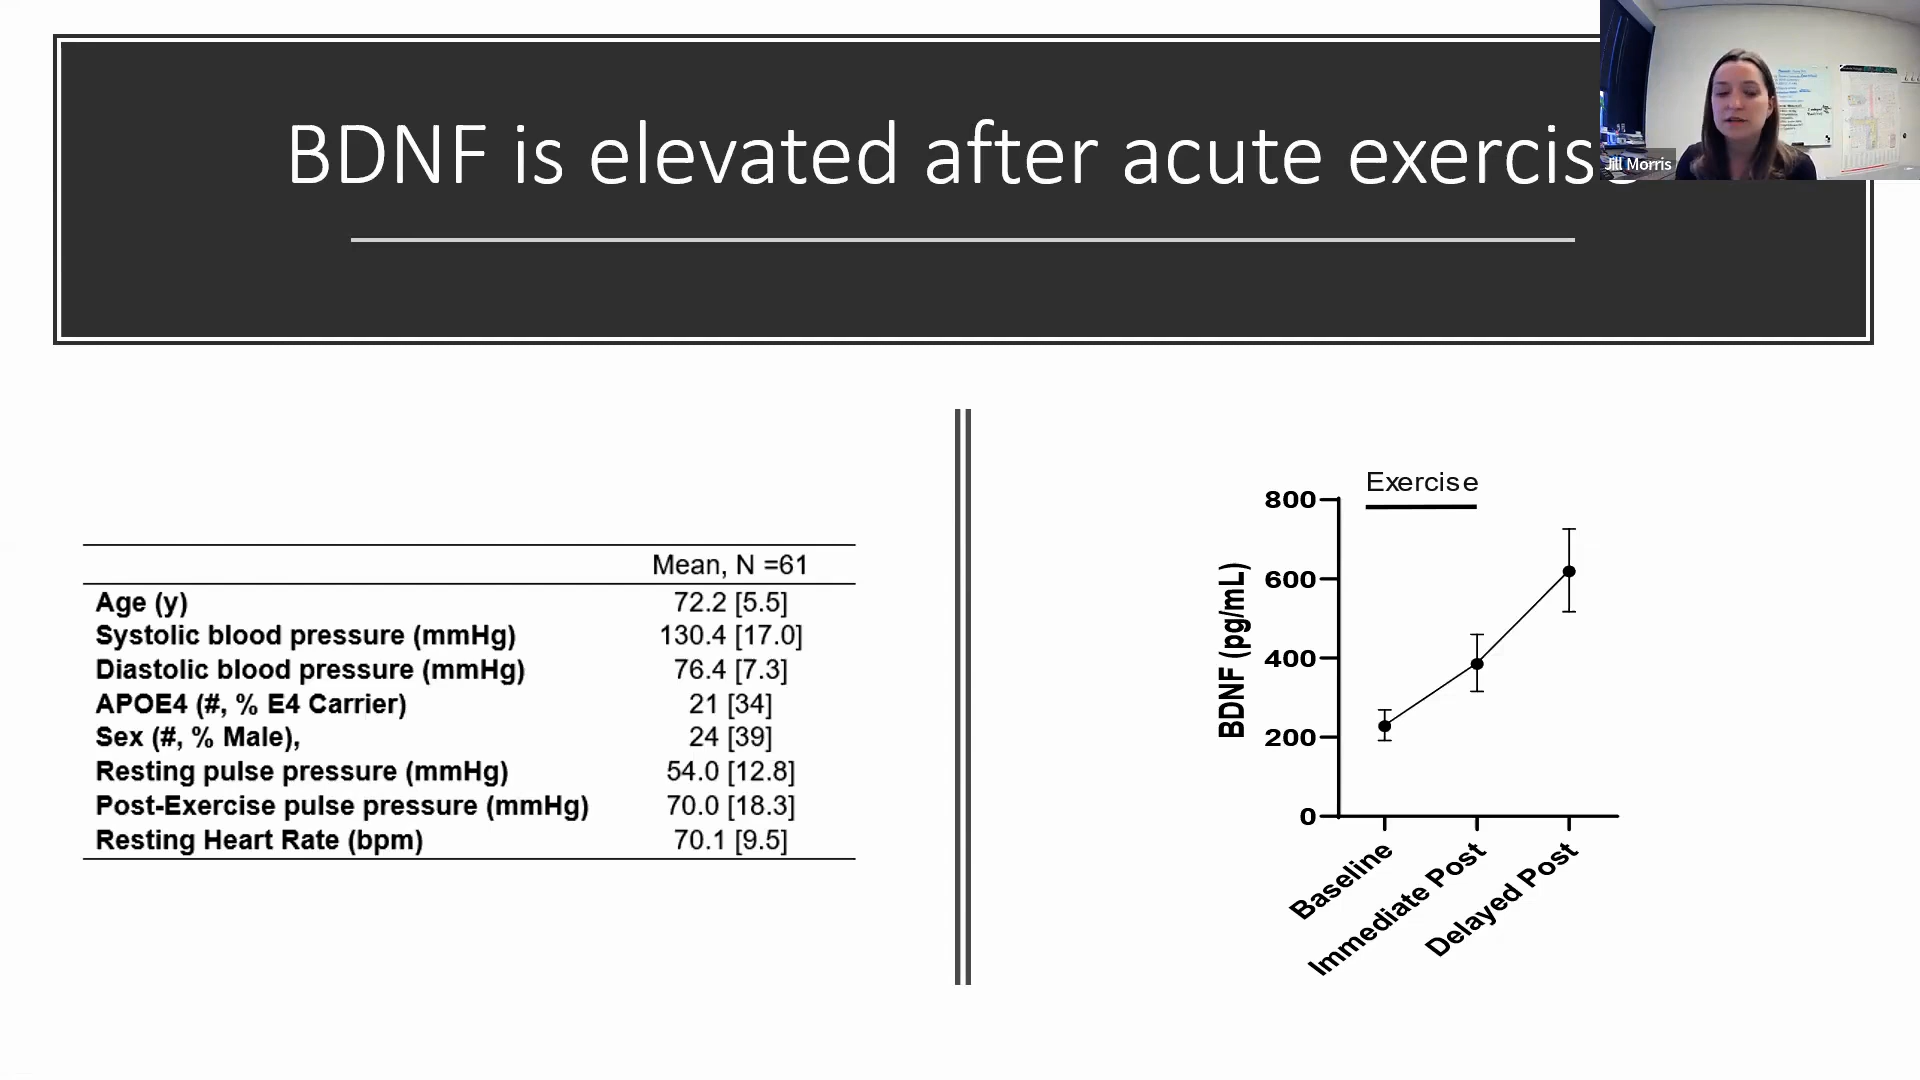 BDNF is elevated after acute exercise
Jill Morris
Mean, N =61
Age (y) 72.2 [5.5]
Systolic blood pressure (mmHg) 130.4 [17.0]
Diastolic blood pressure (mmHg) 76.4 [7.3]
APOE4 (#, % E4 Carrier) 21 [34]
Sex (#, % Male), 24 [39]
Resting pulse pressure (mmHg) 54.0 [12.8]
Post-Exercise pulse pressure (mmHg) 70.0 [18.3]
Resting Heart Rate (bpm) 70.1 [9.5]
Exercise
800
600
400
200
0
BDNF (pg/mL)
Baseline
Immediate Post
Delayed Post